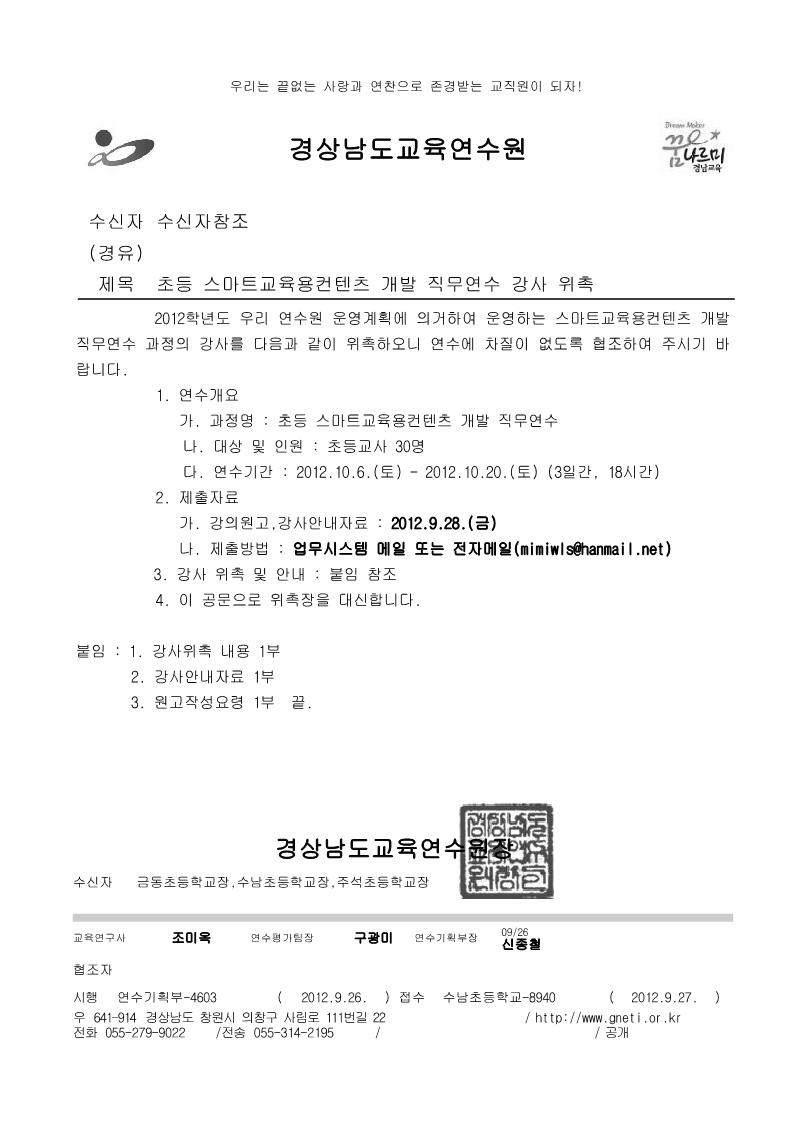 우리는 끝없는 사랑과 연찬으로 존경받는 교직원이 되자!
경상남도교육연수원
Dream Maker
꿈나르미
경남교육
수신자 수신자참조
(경유)
제목 초등 스마트교육용컨텐츠 개발 직무연수 강사 위촉
2012학년도 우리 연수원 운영계획에 의거하여 운영하는 스마트교육용컨텐츠 개발
직무연수 과정의 강사를 다음과 같이 위촉하오니 연수에 차질이 없도록 협조하여 주시기 바
랍니다.
1. 연수개요
가. 과정명 : 초등 스마트교육용컨텐츠 개발 직무연수
나. 대상 및 인원 : 초등교사 30명
다. 연수기간 : 2012.10.6.(토) - 2012.10.20.(토) (3일간, 18시간)
2. 제출자료
가. 강의원고,강사안내자료 : 2012.9.28.(금)
나. 제출방법 : 업무시스템 메일 또는 전자메일(mimiwls@hanmail.net)
3. 강사 위촉 및 안내 : 붙임 참조
4. 이 공문으로 위촉장을 대신합니다.
붙임 : 1. 강사위촉 내용 1부
2. 강사안내자료 1부
3. 원고작성요령 1부 끝.
경상남도교육연수원장
수신자 금동초등학교장,수남초등학교장,주석초등학교장
교육연구사 조미옥 연수평가팀장 구광미 연수기획부장 09/26 신종철
협조자
시행 연수기획부-4603 ( 2012.9.26. ) 접수 수남초등학교-8940 ( 2012.9.27. )
우 641-914 경상남도 창원시 의창구 사림로 111번길 22 / http://www.gneti.or.kr
전화 055-279-9022 /전송 055-314-2195 / / 공개